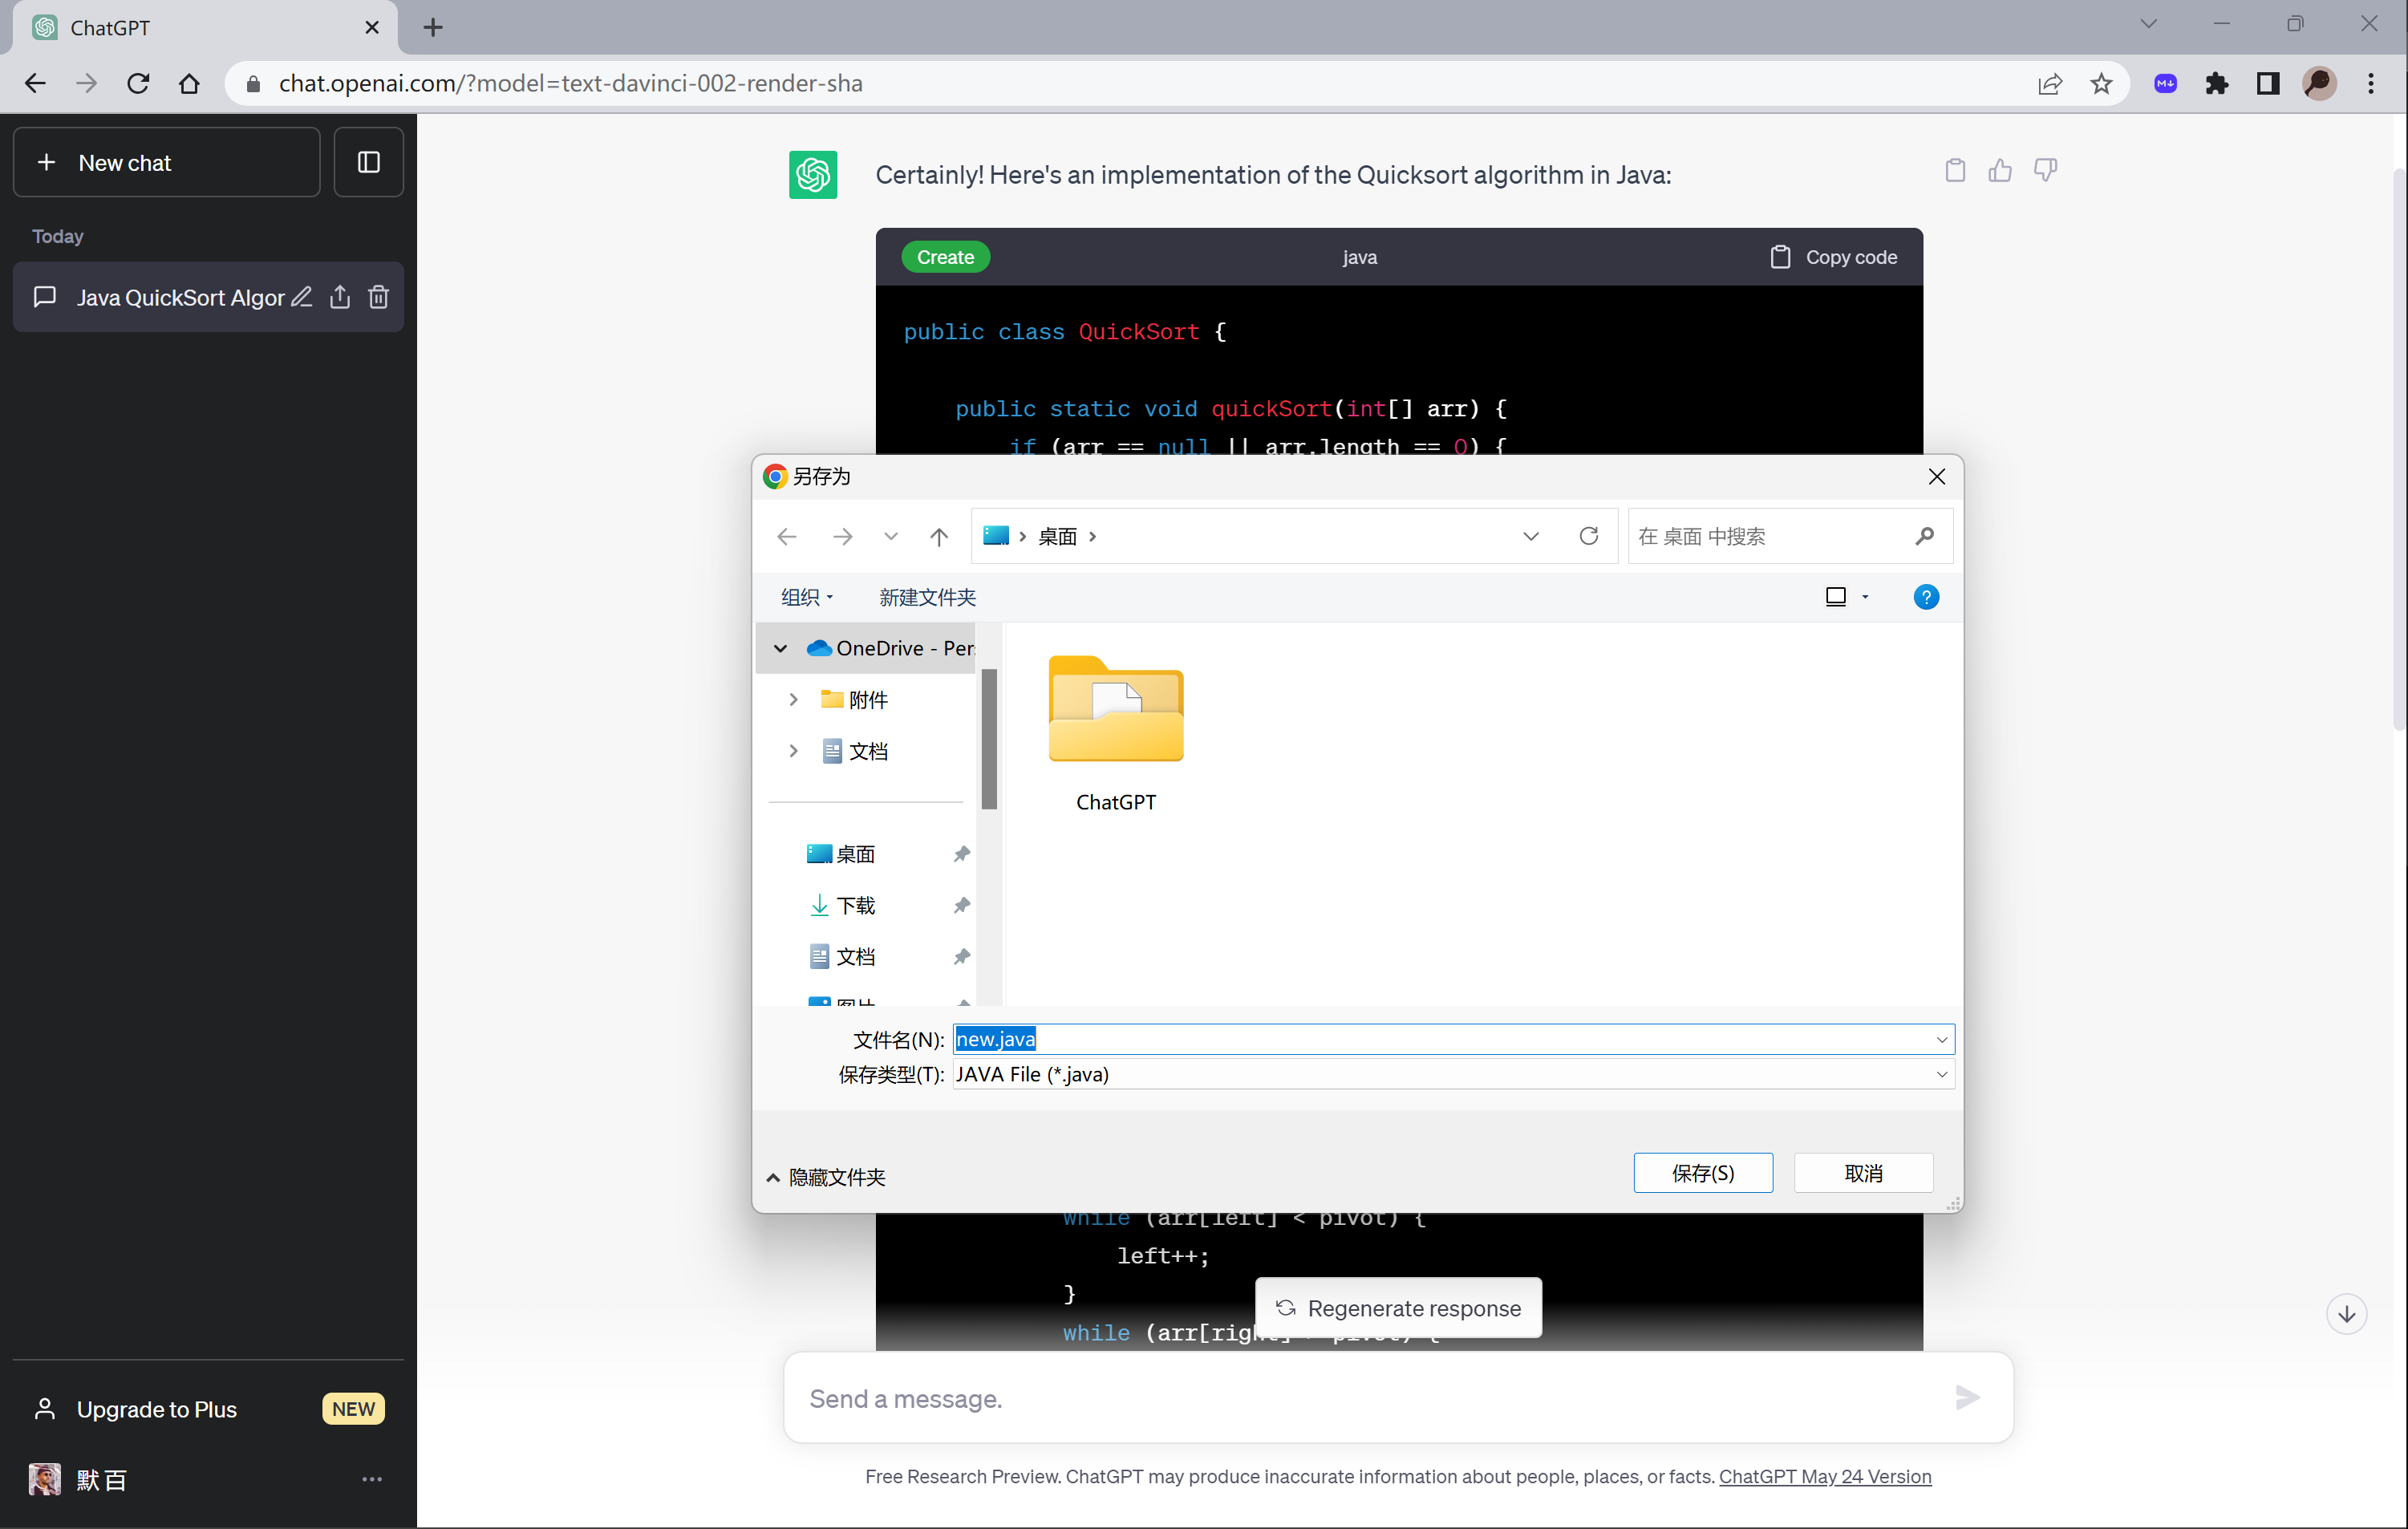 ChatGPT
chat.openai.com/?model=text-davinci-002-render-sha
M↓
New chat
Today
Java QuickSort Algor
Certainly! Here's an implementation of the Quicksort algorithm in Java:
Create
java
Copy code
public class QuickSort {
public static void quickSort(int[] arr) {
if (arr == null || arr.length == 0) {
另存为
桌面
在 桌面 中搜索
组织
新建文件夹
?
OneDrive - Per
附件
文档
ChatGPT
桌面
下载
文档
图片
文件名(N):
new.java
保存类型(T):
JAVA File (*.java)
隐藏文件夹
保存(S)
取消
while (arr[left] < pivot) {
left++;
}
while (arr[right] > pivot) {
Regenerate response
Send a message.
Free Research Preview. ChatGPT may produce inaccurate information about people, places, or facts. ChatGPT May 24 Version
Upgrade to Plus
NEW
默 百